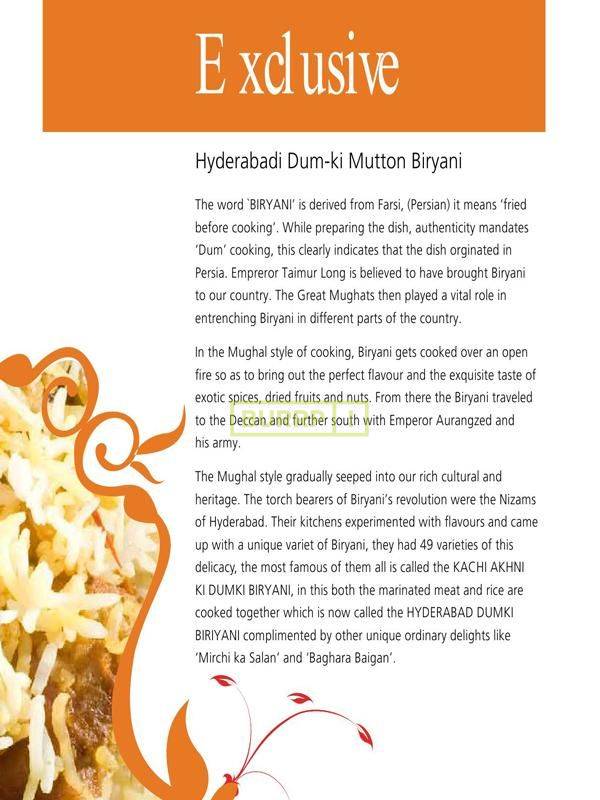 Exclusive
Hyderabadi Dum-ki Mutton Biryani
The word `BIRYANI' is derived from Farsi, (Persian) it means 'fried
before cooking'. While preparing the dish, authenticity mandates
'Dum' cooking, this clearly indicates that the dish orginated in
Persia. Empreror Taimur Long is believed to have brought Biryani
to our country. The Great Mughats then played a vital role in
entrenching Biryani in different parts of the country.
In the Mughal style of cooking, Biryani gets cooked over an open
fire so as to bring out the perfect flavour and the exquisite taste of
exotic spices, dried fruits and nuts. From there the Biryani traveled
to the Deccan and further south with Emperor Aurangzed and
his army.
The Mughal style gradually seeped into our rich cultural and
heritage. The torch bearers of Biryani's revolution were the Nizams
of Hyderabad. Their kitchens experimented with flavours and came
up with a unique variet of Biryani, they had 49 varieties of this
delicacy, the most famous of them all is called the KACHI AKHNI
KI DUMKI BIRYANI, in this both the marinated meat and rice are
cooked together which is now called the HYDERABAD DUMKI
BIRIYANI complimented by other unique ordinary delights like
'Mirchi ka Salan' and 'Baghara Baigan'.